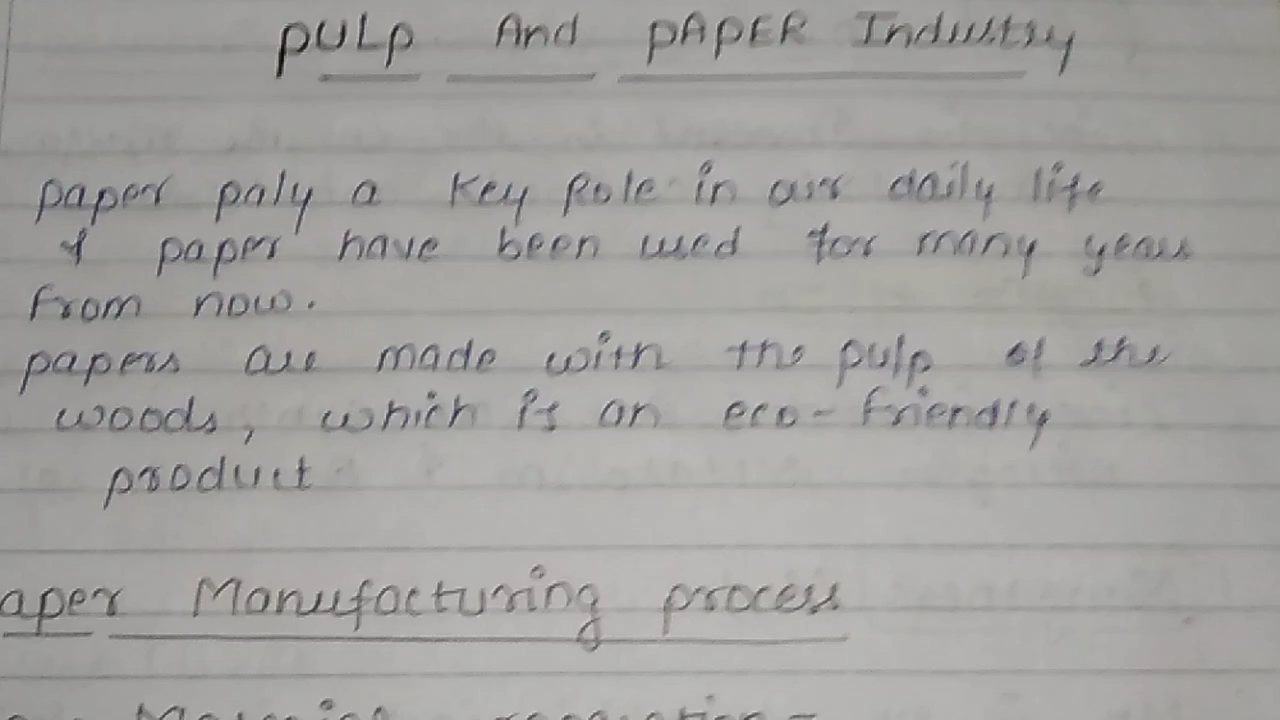 PULP And PAPER Industry
paper paly a key Role in our daily life
& paper have been used for many years
from now.
papers are made with the pulp of the
woods, which is an eco-friendly
product
aper Manufacturing process